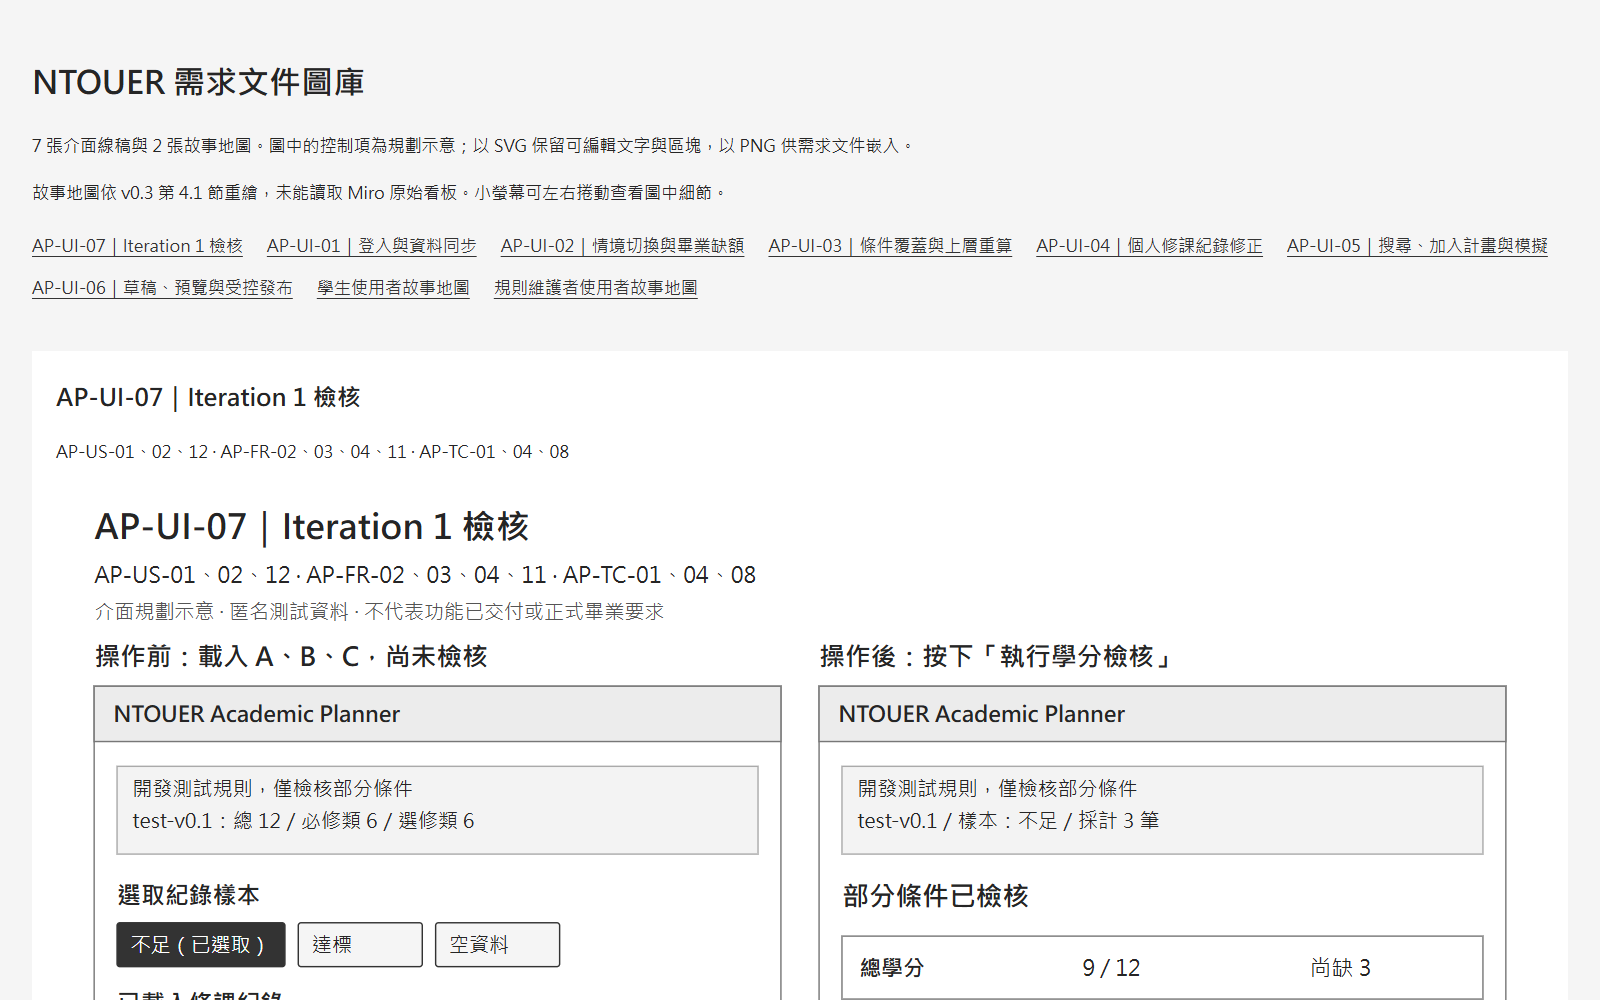 NTOUER 需求文件圖庫
7 張介面線稿與 2 張故事地圖。圖中的控制項為規劃示意；以 SVG 保留可編輯文字與區塊，以 PNG 供需求文件嵌入。
故事地圖依 v0.3 第 4.1 節重繪，未能讀取 Miro 原始看板。小螢幕可左右捲動查看圖中細節。
AP-UI-07｜Iteration 1 檢核 AP-UI-01｜登入與資料同步 AP-UI-02｜情境切換與畢業缺額 AP-UI-03｜條件覆蓋與上層重算 AP-UI-04｜個人修課紀錄修正 AP-UI-05｜搜尋、加入計畫與模擬
AP-UI-06｜草稿、預覽與受控發布 學生使用者故事地圖 規則維護者使用者故事地圖
AP-UI-07｜Iteration 1 檢核
AP-US-01、02、12 · AP-FR-02、03、04、11 · AP-TC-01、04、08
AP-UI-07｜Iteration 1 檢核
AP-US-01、02、12 · AP-FR-02、03、04、11 · AP-TC-01、04、08
介面規劃示意 · 匿名測試資料 · 不代表功能已交付或正式畢業要求
操作前：載入 A、B、C，尚未檢核
NTOUER Academic Planner
開發測試規則，僅檢核部分條件
test-v0.1：總 12 / 必修類 6 / 選修類 6
選取紀錄樣本
不足（已選取） 達標 空資料
已載入修課紀錄
操作後：按下「執行學分檢核」
NTOUER Academic Planner
開發測試規則，僅檢核部分條件
test-v0.1 / 樣本：不足 / 採計 3 筆
部分條件已檢核
總學分 9 / 12 尚缺 3